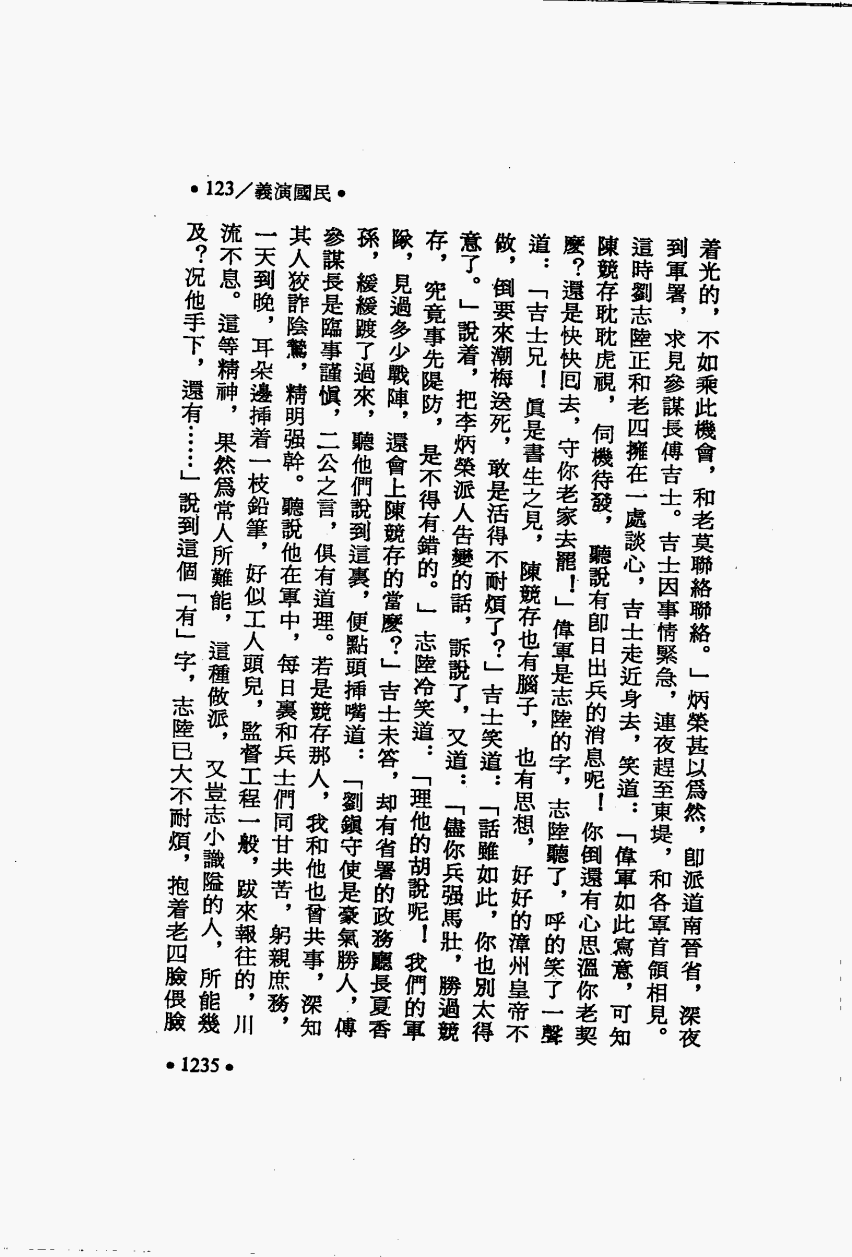 •123/義演國民•
着光的，不如乘此機會，和老莫聯絡聯絡。」炳榮甚以爲然，卽派道南晉省，深夜
到軍署，求見參謀長傅吉士。吉士因事情緊急，連夜趕至東堤，和各軍首領相見。
這時劉志陸正和老四擁在一處談心，吉士走近身去，笑道：「偉軍如此寫意，可知
陳競存耽耽虎視，伺機待發，聽說有卽日出兵的消息呢！你倒還有心思溫你老契
麼？還是快快囘去，守你老家去罷！」偉軍是志陸的字，志陸聽了，呼的笑了一聲
道：「吉士兄！眞是書生之見，陳競存也有腦子，也有思想，好好的漳州皇帝不
做，倒要來潮梅送死，敢是活得不耐煩了？」吉士笑道：「話雖如此，你也別太得
意了。」說着，把李炳榮派人告變的話，訴說了，又道：「儘你兵强馬壯，勝過競
存，究竟事先隄防，是不得有錯的。」志陸冷笑道：「理他的胡說呢！我們的軍
隊，見過多少戰陣，還會上陳競存的當麼？」吉士未答，却有省署的政務廳長夏香
孫，緩緩踱了過來，聽他們說到這裏，便點頭挿嘴道：「劉鎭守使是豪氣勝人，傅
參謀長是臨事謹愼，二公之言，俱有道理。若是競存那人，我和他也曾共事，深知
其人狡詐陰鷙，精明强幹。聽說他在軍中，每日裏和兵士們同甘共苦，躬親庶務，
一天到晚，耳朵邊挿着一枝鉛筆，好似工人頭兒，監督工程一般，跋來報往的，川
流不息。這等精神，果然爲常人所難能，這種做派，又豈志小識隘的人，所能幾
及？况他手下，還有……」說到這個「有」字，志陸已大不耐煩，抱着老四臉偎臉
•1235•